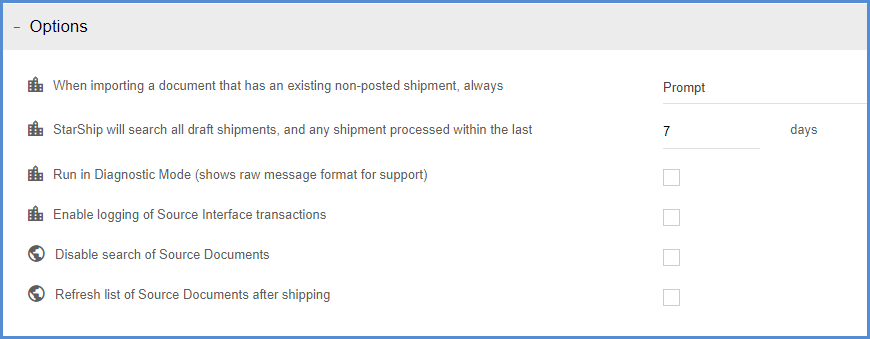 − Options
When importing a document that has an existing non-posted shipment, always Prompt
StarShip will search all draft shipments, and any shipment processed within the last 7 days
Run in Diagnostic Mode (shows raw message format for support)
Enable logging of Source Interface transactions
Disable search of Source Documents
Refresh list of Source Documents after shipping